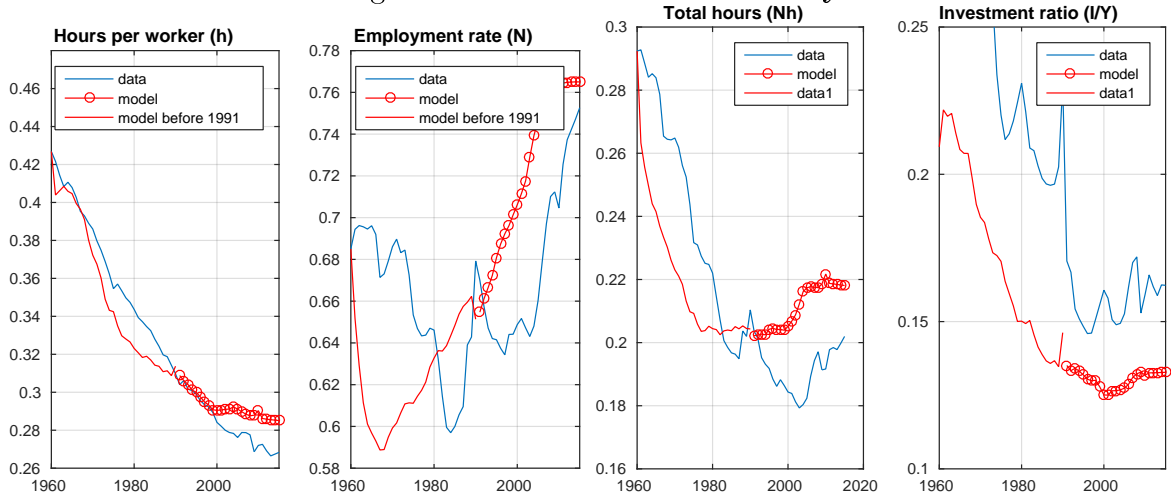 Hours per worker (h)
data
model
model before 1991
0.46
0.44
0.42
0.4
0.38
0.36
0.34
0.32
0.3
0.28
0.26
1960
1980
2000
Employment rate (N)
data
model
model before 1991
0.78
0.76
0.74
0.72
0.7
0.68
0.66
0.64
0.62
0.6
0.58
1960
1980
2000
Total hours (Nh)
data
model
data1
0.3
0.28
0.26
0.24
0.22
0.2
0.18
0.16
1960
1980
2000
2020
Investment ratio (I/Y)
data
model
data1
0.25
0.2
0.15
0.1
1960
1980
2000